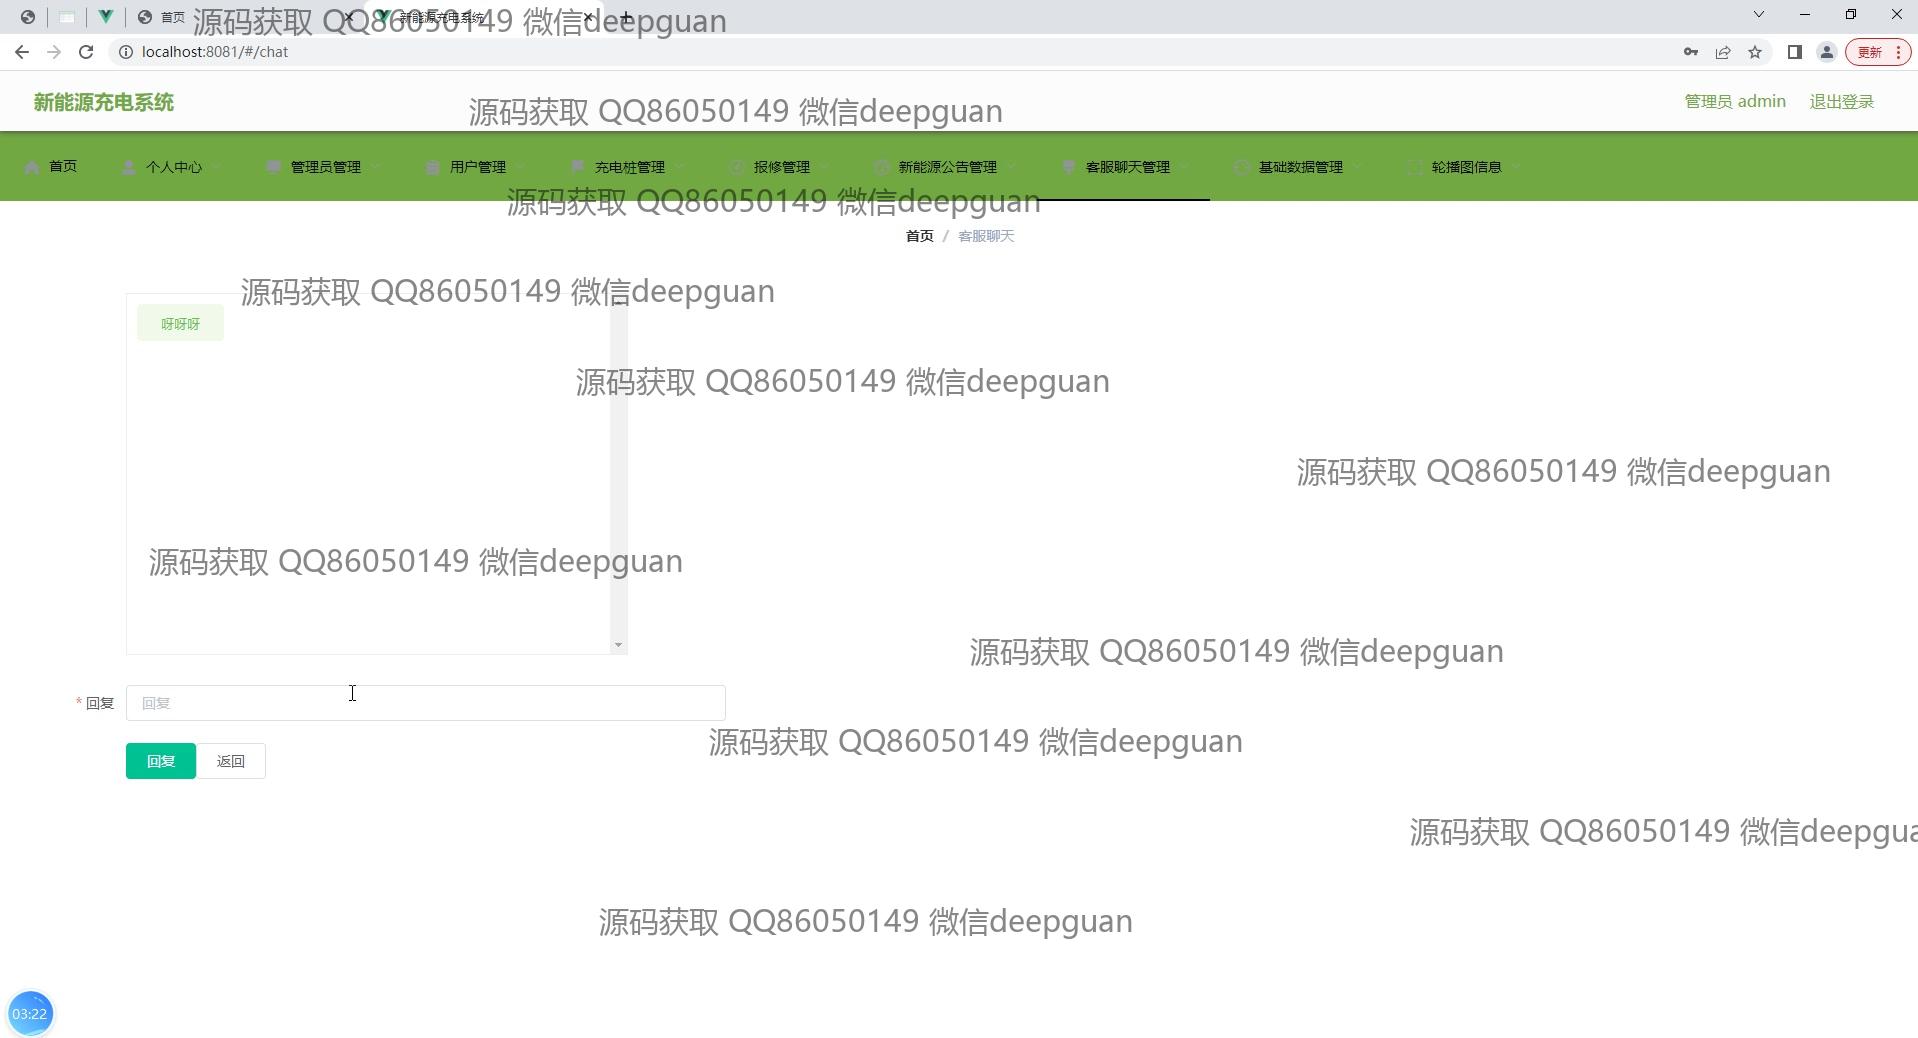 首页
新能源充电系统
源码获取 QQ86050149 微信deepguan
localhost:8081/#/chat
更新
新能源充电系统
源码获取 QQ86050149 微信deepguan
管理员 admin
退出登录
首页
个人中心
管理员管理
用户管理
充电桩管理
报修管理
新能源公告管理
客服聊天管理
基础数据管理
轮播图信息
源码获取 QQ86050149 微信deepguan
首页 / 客服聊天
源码获取 QQ86050149 微信deepguan
呀呀呀
源码获取 QQ86050149 微信deepguan
源码获取 QQ86050149 微信deepguan
源码获取 QQ86050149 微信deepguan
源码获取 QQ86050149 微信deepguan
* 回复
回复
源码获取 QQ86050149 微信deepguan
回复
返回
源码获取 QQ86050149 微信deepgua
源码获取 QQ86050149 微信deepguan
03:22